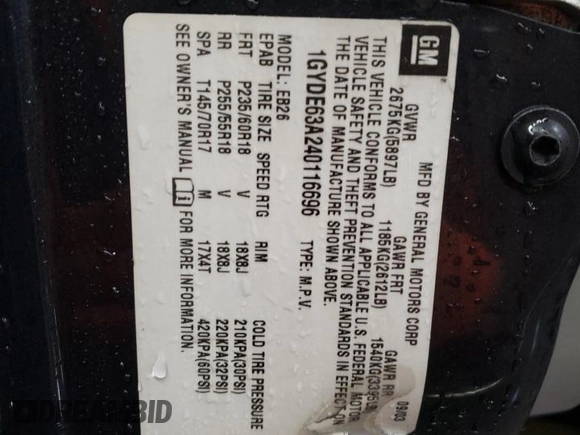 GM
MFD BY GENERAL MOTORS CORP 09/03
GVWR GAWR FRT GAWR RR
2675KG(5897LB) 1185KG(2612LB) 1540KG(3395LB)
THIS VEHICLE CONFORMS TO ALL APPLICABLE U.S. FEDERAL MOTOR
VEHICLE SAFETY AND THEFT PREVENTION STANDARDS IN EFFECT ON
THE DATE OF MANUFACTURE SHOWN ABOVE.
1GYDE63A240116696 TYPE: M.P.V.
MODEL: EB26
EPAB TIRE SIZE SPEED RTG RIM COLD TIRE PRESSURE
FRT P235/60R18 V 18X8J 210KPA(30PSI)
RR P255/55R18 V 18X8J 220KPA(32PSI)
SPA T145/70R17 M 17X4T 420KPA(60PSI)
SEE OWNER'S MANUAL FOR MORE INFORMATION.